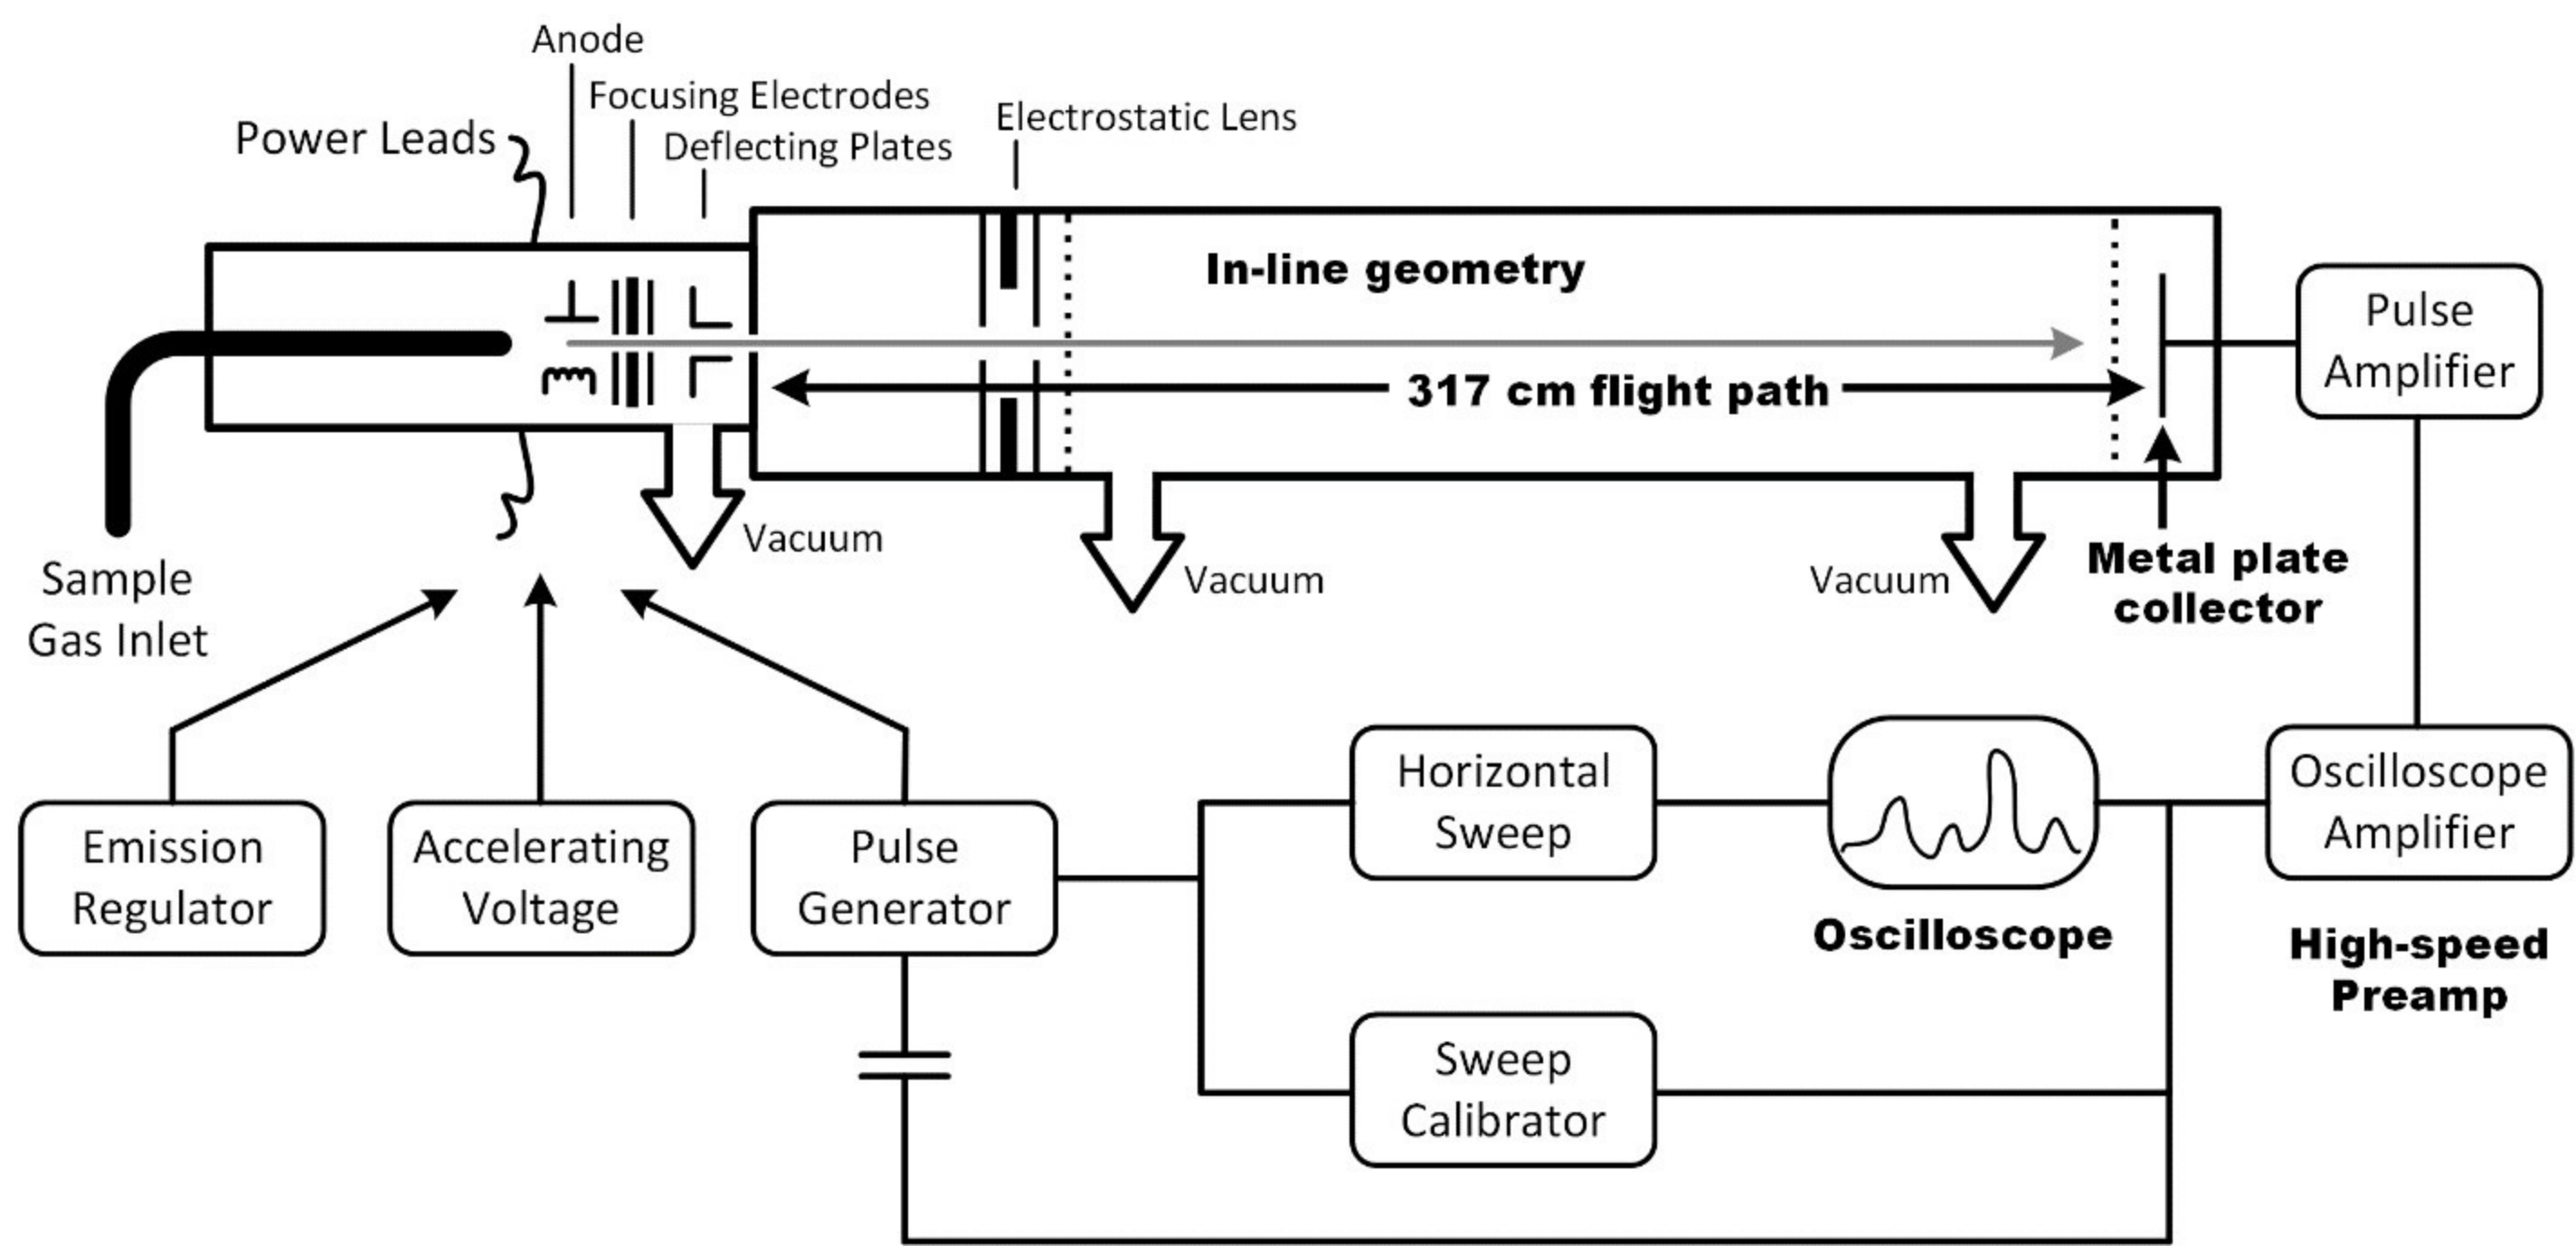 Anode
Focusing Electrodes
Power Leads
Deflecting Plates
Electrostatic Lens
In-line geometry
317 cm flight path
Pulse
Amplifier
Vacuum
Vacuum
Vacuum
Metal plate
collector
Sample
Gas Inlet
Emission
Regulator
Accelerating
Voltage
Pulse
Generator
Horizontal
Sweep
Oscilloscope
Oscilloscope
Amplifier
High-speed
Preamp
Sweep
Calibrator